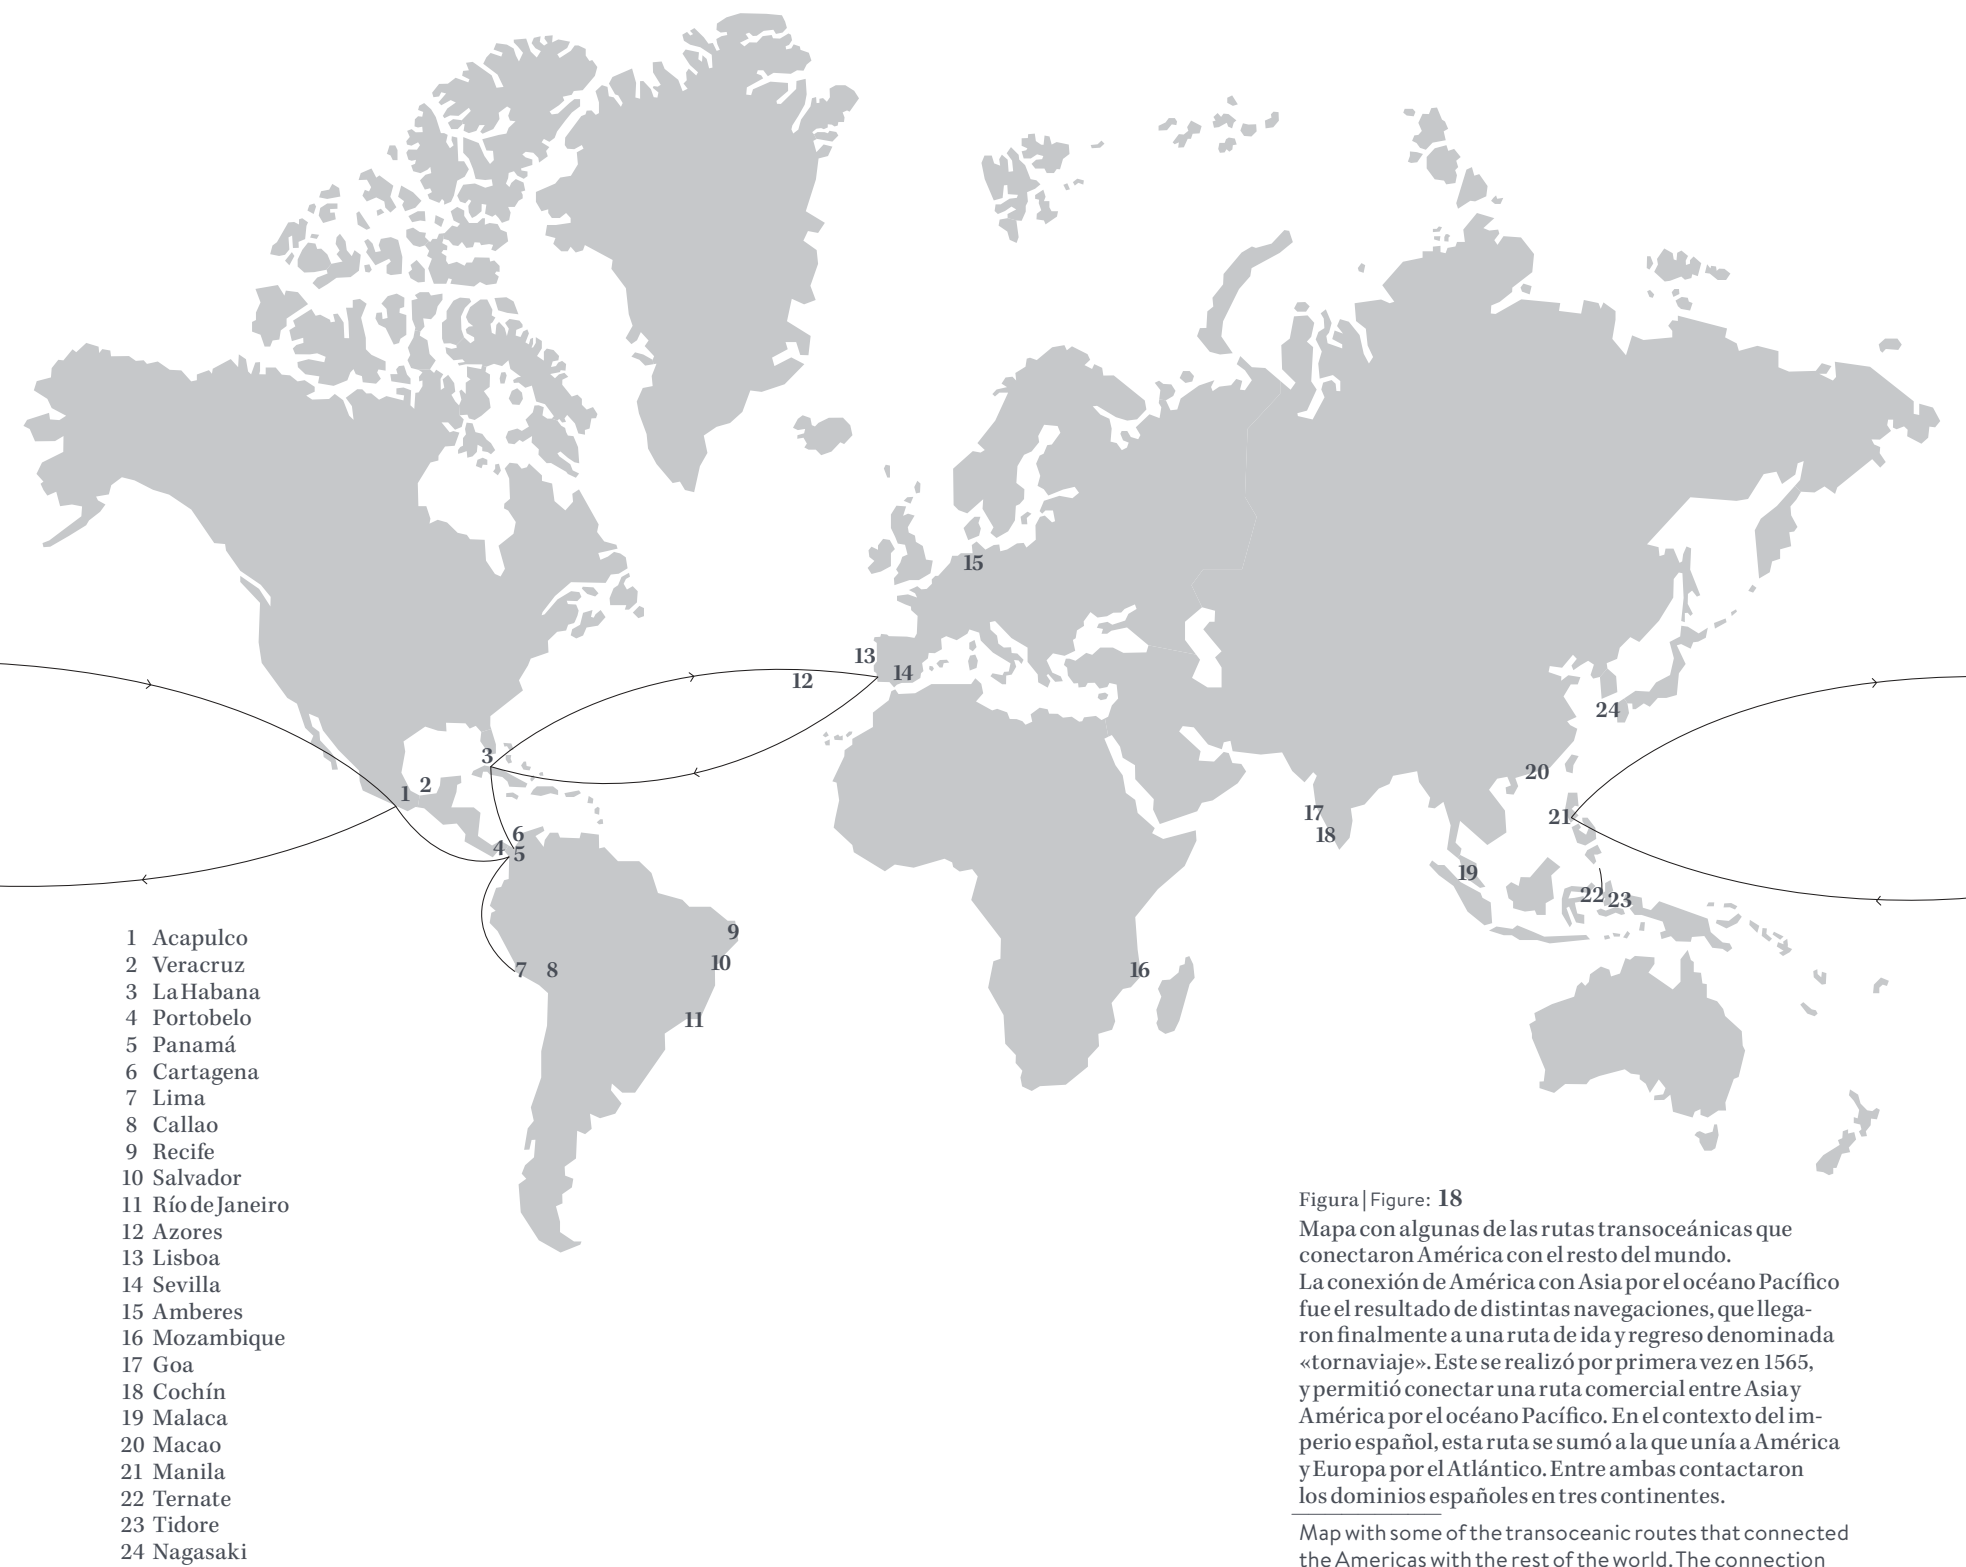 15
13
14
12
24
3
20
2
1
17
21
6
18
4
5
19
22
23
9
10
7
8
16
11
1 Acapulco
2 Veracruz
3 La Habana
4 Portobelo
5 Panamá
6 Cartagena
7 Lima
8 Callao
9 Recife
10 Salvador
11 Río de Janeiro
12 Azores
13 Lisboa
14 Sevilla
15 Amberes
16 Mozambique
17 Goa
18 Cochín
19 Malaca
20 Macao
21 Manila
22 Ternate
23 Tidore
24 Nagasaki
Figura | Figure: 18
Mapa con algunas de las rutas transoceánicas que
conectaron América con el resto del mundo.
La conexión de América con Asia por el océano Pacífico
fue el resultado de distintas navegaciones, que llega-
ron finalmente a una ruta de ida y regreso denominada
«tornaviaje». Este se realizó por primera vez en 1565,
y permitió conectar una ruta comercial entre Asia y
América por el océano Pacífico. En el contexto del im-
perio español, esta ruta se sumó a la que unía a América
y Europa por el Atlántico. Entre ambas contactaron
los dominios españoles en tres continentes.
Map with some of the transoceanic routes that connected
the Americas with the rest of the world. The connection